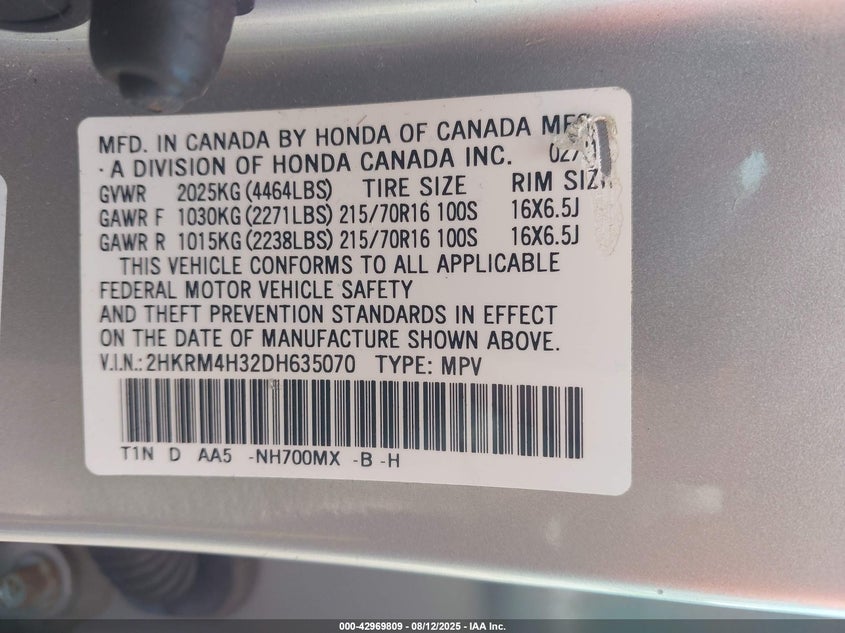 MFD. IN CANADA BY HONDA OF CANADA MFG.
· A DIVISION OF HONDA CANADA INC. 02/
GVWR 2025KG (4464LBS) TIRE SIZE RIM SIZE
GAWR F 1030KG (2271LBS) 215/70R16 100S 16X6.5J
GAWR R 1015KG (2238LBS) 215/70R16 100S 16X6.5J
THIS VEHICLE CONFORMS TO ALL APPLICABLE
FEDERAL MOTOR VEHICLE SAFETY
AND THEFT PREVENTION STANDARDS IN EFFECT
ON THE DATE OF MANUFACTURE SHOWN ABOVE.
V.I.N.: 2HKRM4H32DH635070 TYPE: MPV
T1N D AA5 -NH700MX -B -H
000-42969809 - 08/12/2025 - IAA Inc.